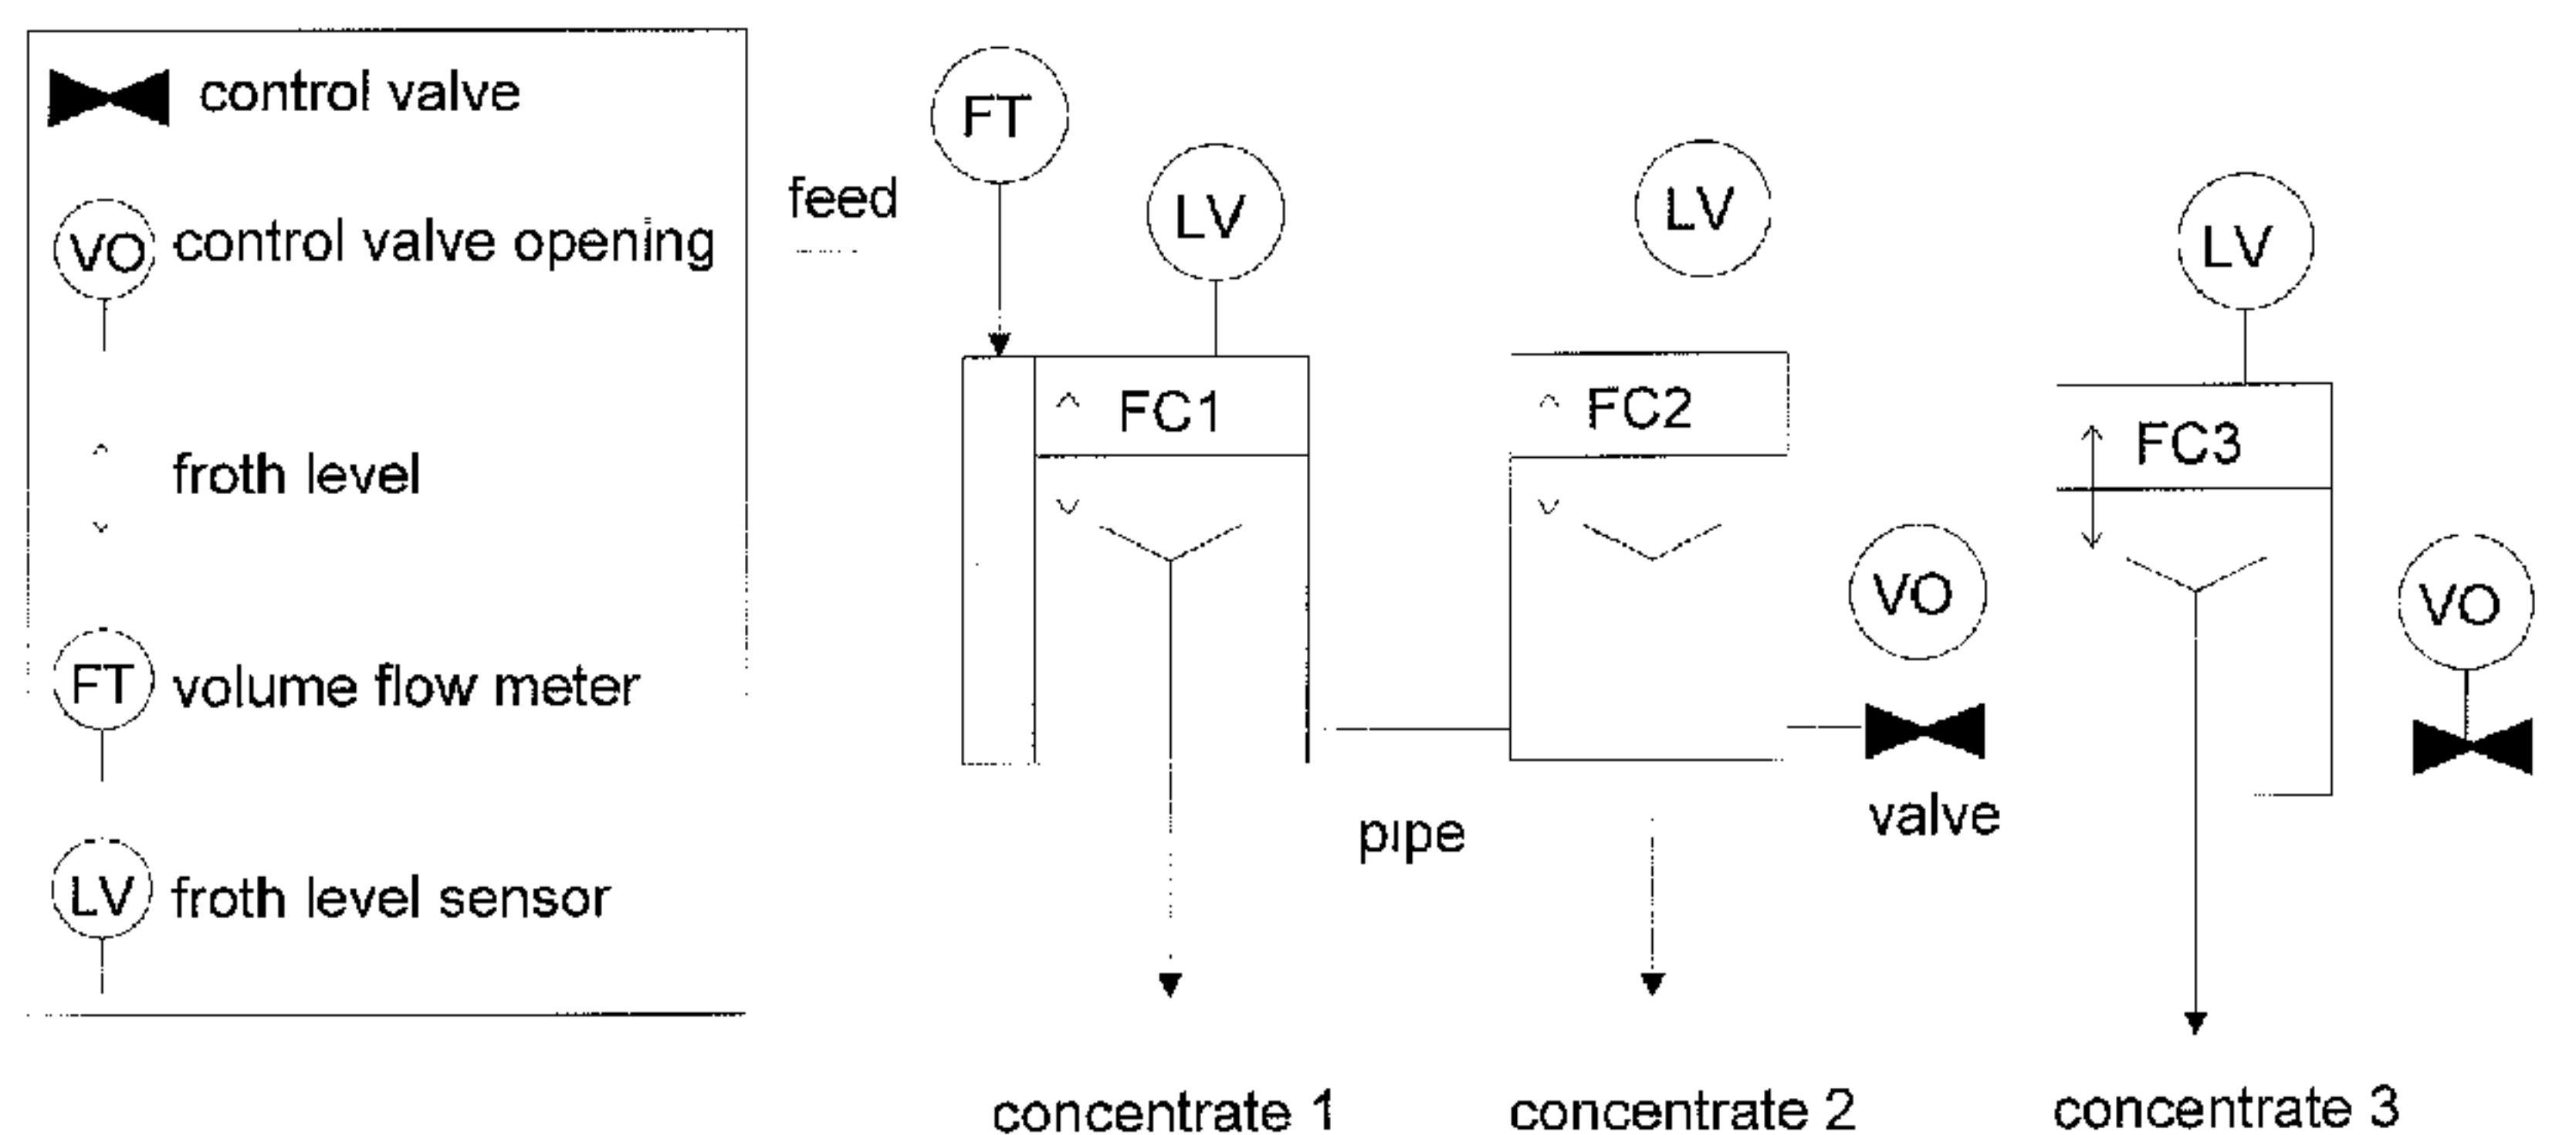 control valve
VO control valve opening
froth level
FT volume flow meter
LV froth level sensor
feed
FT
LV
LV
LV
FC1
FC2
FC3
VO
VO
pipe
valve
concentrate 1
concentrate 2
concentrate 3